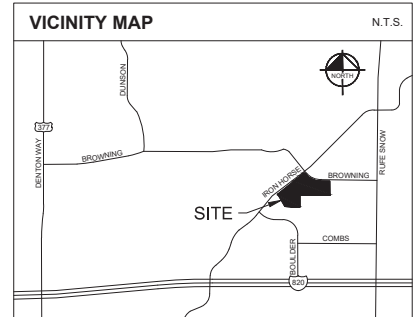 VICINITY MAP
N.T.S.
DUNSON
NORTH
377
DENTON WAY
BROWNING
IRON HORSE
BROWNING
RUFE SNOW
SITE
BOULDER
COMBS
820